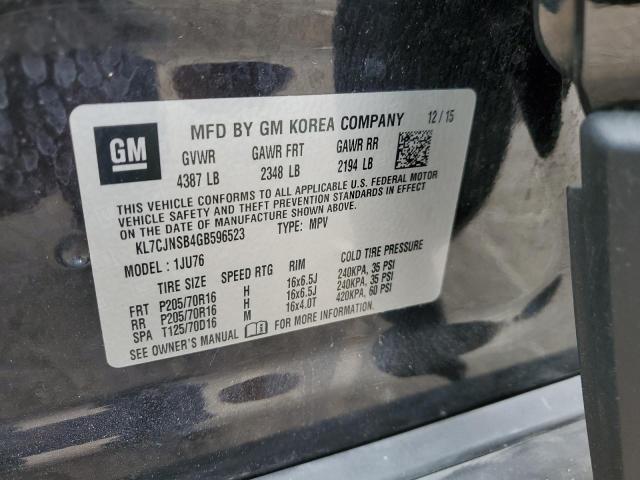 GM
MFD BY GM KOREA COMPANY 12/15
GVWR GAWR FRT GAWR RR
4387 LB 2348 LB 2194 LB
THIS VEHICLE CONFORMS TO ALL APPLICABLE U.S. FEDERAL MOTOR
VEHICLE SAFETY AND THEFT PREVENTION STANDARDS IN EFFECT
ON THE DATE OF MANUFACTURE SHOWN ABOVE.
KL7CJNSB4GB596523 TYPE: MPV
MODEL: 1JU76
TIRE SIZE SPEED RTG RIM COLD TIRE PRESSURE
FRT P205/70R16 H 16x6.5J 240KPA, 35 PSI
RR P205/70R16 H 16x6.5J 240KPA, 35 PSI
SPA T125/70D16 M 16x4.0T 420KPA, 60 PSI
SEE OWNER'S MANUAL FOR MORE INFORMATION.